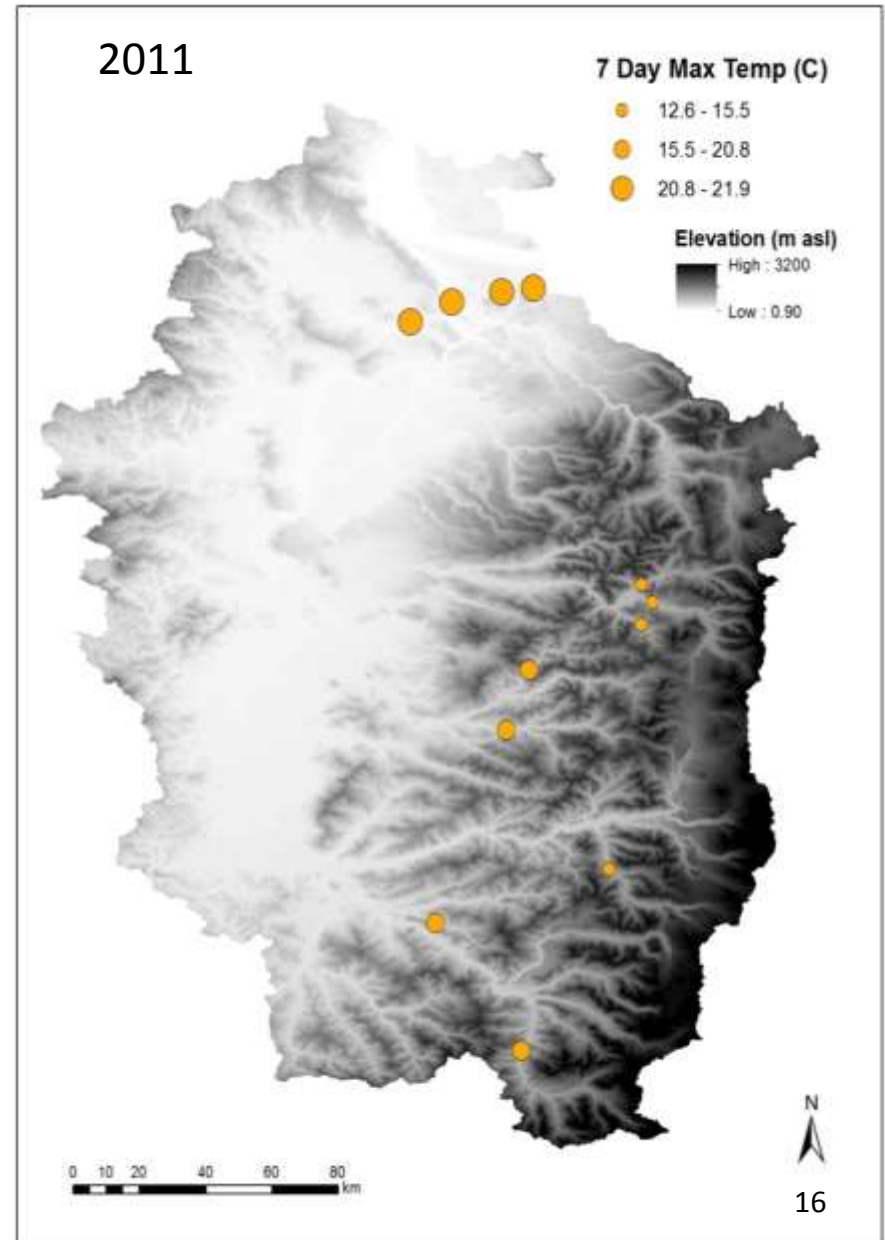 2011
7 Day Max Temp (C)
12.6 - 15.5
15.5 - 20.8
20.8 - 21.9
Elevation (m asl)
High : 3200
Low : 0.90
N
0 10 20 40 60 80
km
16